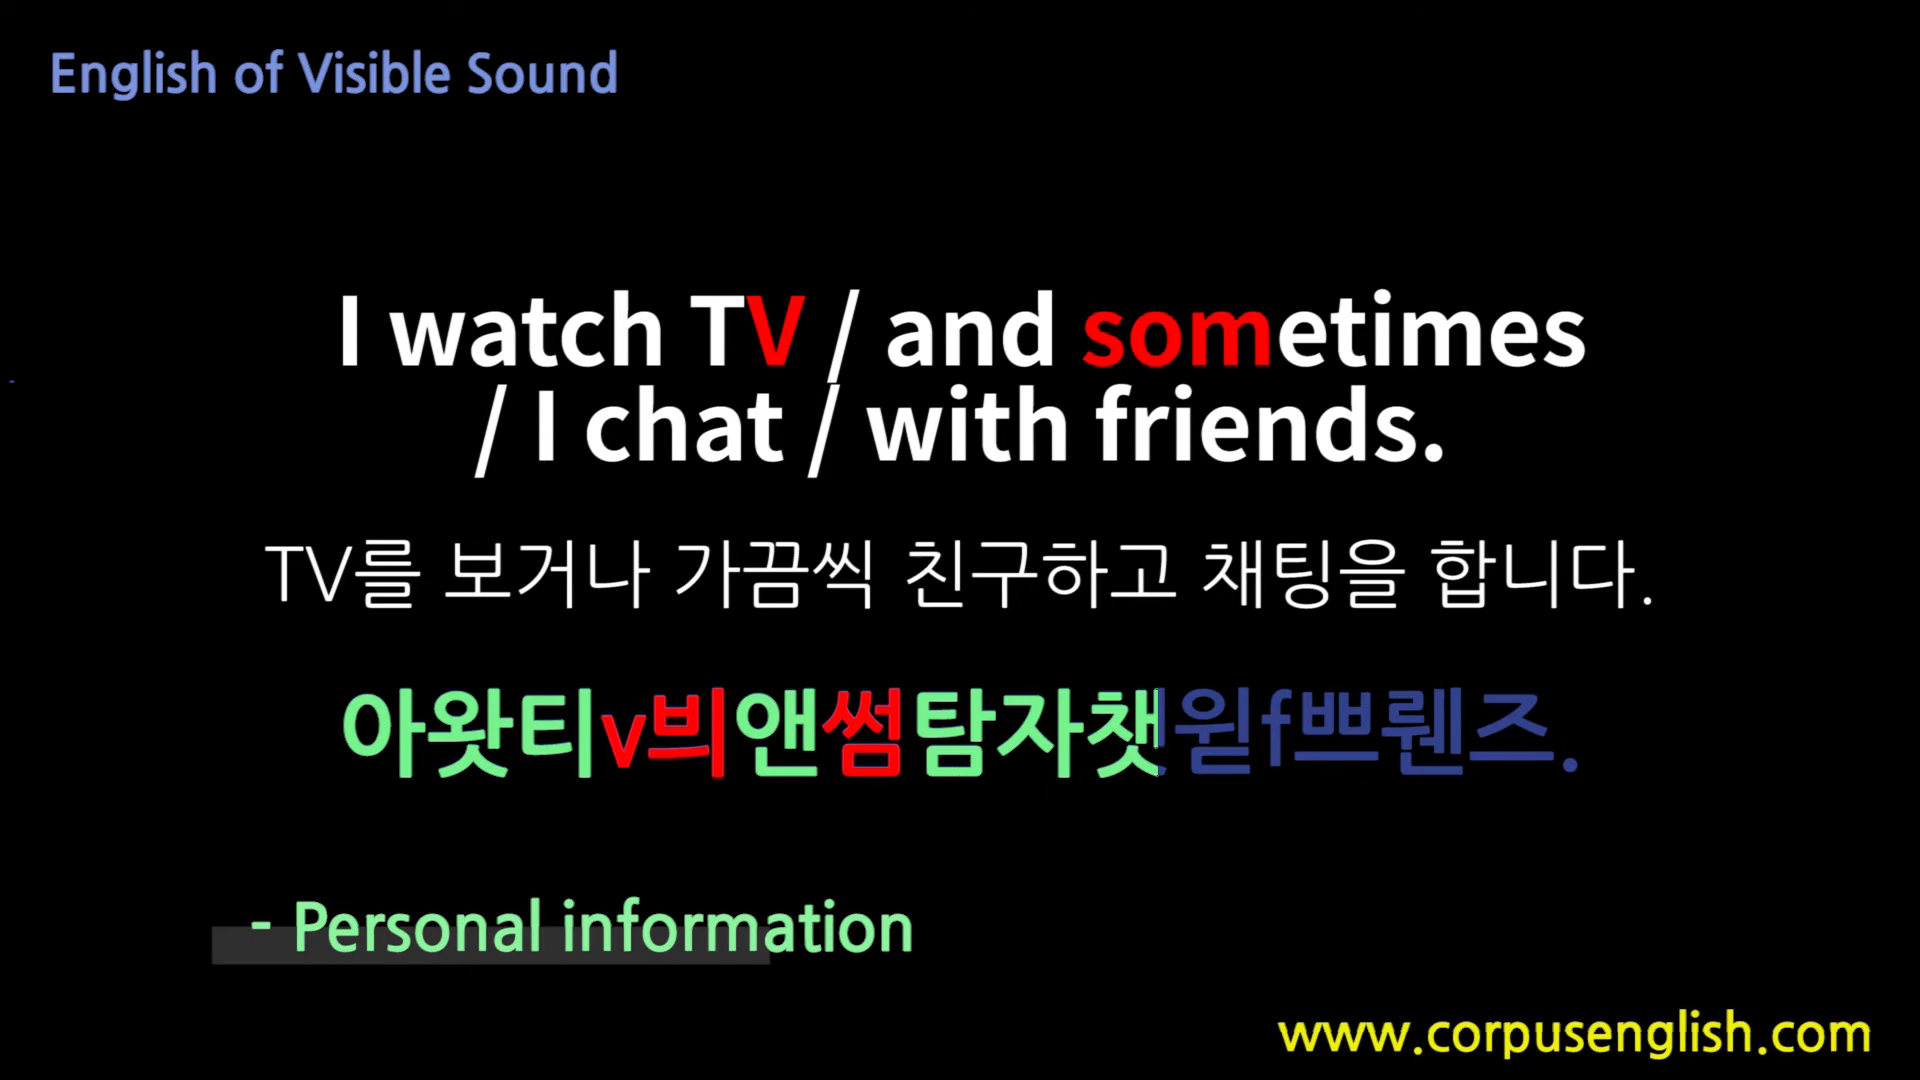 English of Visible Sound
I watch TV / and sometimes
/ I chat / with friends.
TV를 보거나 가끔씩 친구하고 채팅을 합니다.
아왓티v븨앤썸탐자챗윋f쁘뤤즈.
- Personal information
www.corpusenglish.com